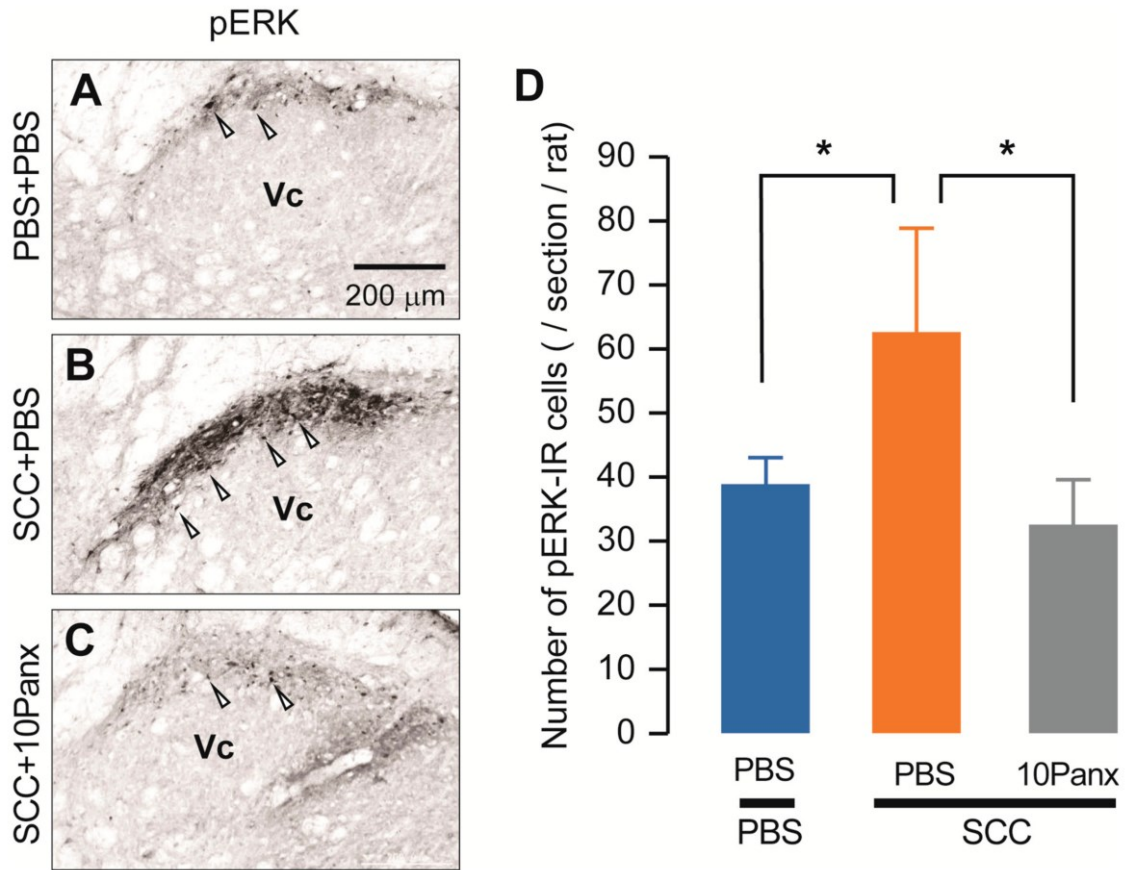 pERK
PBS+PBS
A
Vc
200 μm
SCC+PBS
B
Vc
SCC+10Panx
C
Vc
D
Number of pERK-IR cells ( / section / rat)
90
80
70
60
50
40
30
20
10
0
*
*
PBS
PBS
10Panx
PBS
SCC